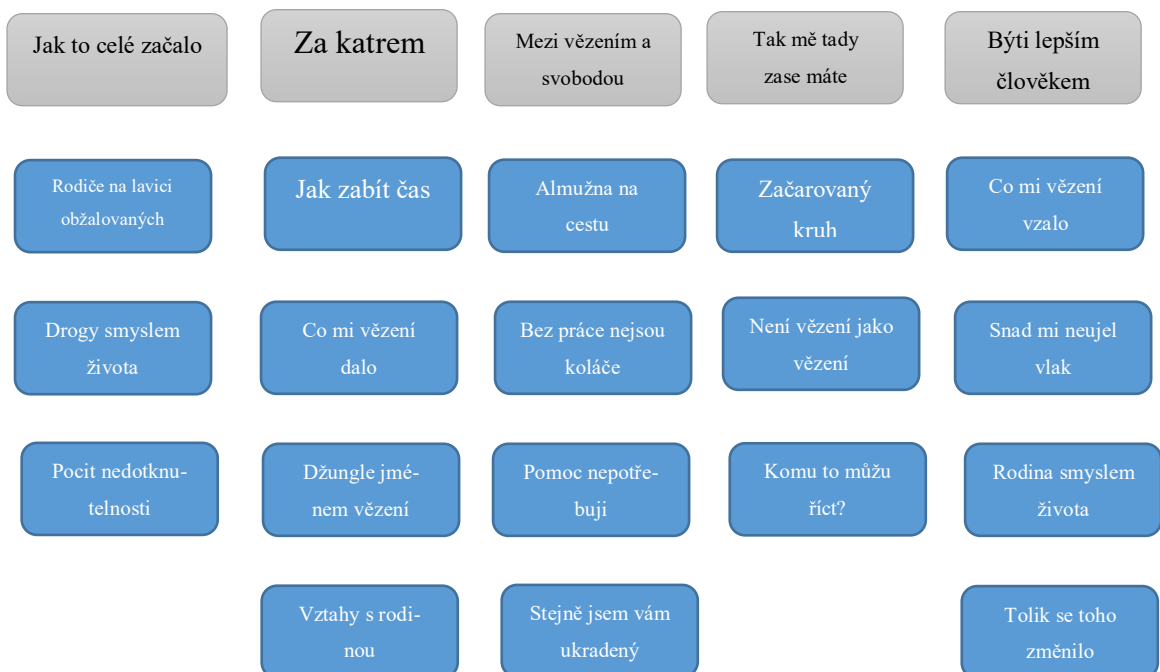 Jak to celé začalo
Za katrem
Mezi vězením a
svobodou
Tak mě tady
zase máte
Býti lepším
člověkem
Rodiče na lavici
obžalovaných
Jak zabít čas
Almužna na
cestu
Začarovaný
kruh
Co mi vězení
vzalo
Drogy smyslem
života
Co mi vězení
dalo
Bez práce nejsou
koláče
Není vězení jako
vězení
Snad mi neujel
vlak
Pocit nedotknu-
telnosti
Džungle jmé-
nem vězení
Pomoc nepotře-
buji
Komu to můžu
říct?
Rodina smyslem
života
Vztahy s rodi-
nou
Stejně jsem vám
ukradený
Tolik se toho
změnilo